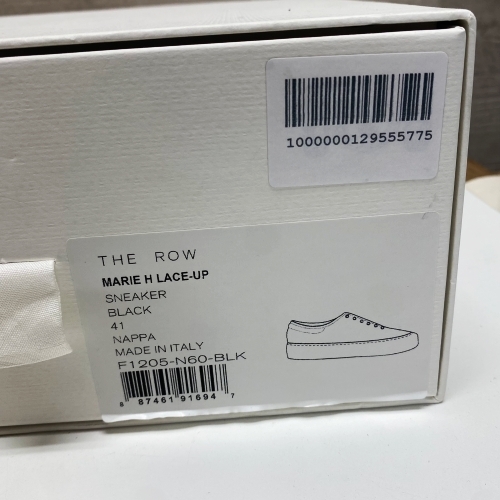 1000000129555775
THE ROW
MARIE H LACE-UP
SNEAKER
BLACK
41
NAPPA
MADE IN ITALY
F1205-N60-BLK
8 87461 91694 7